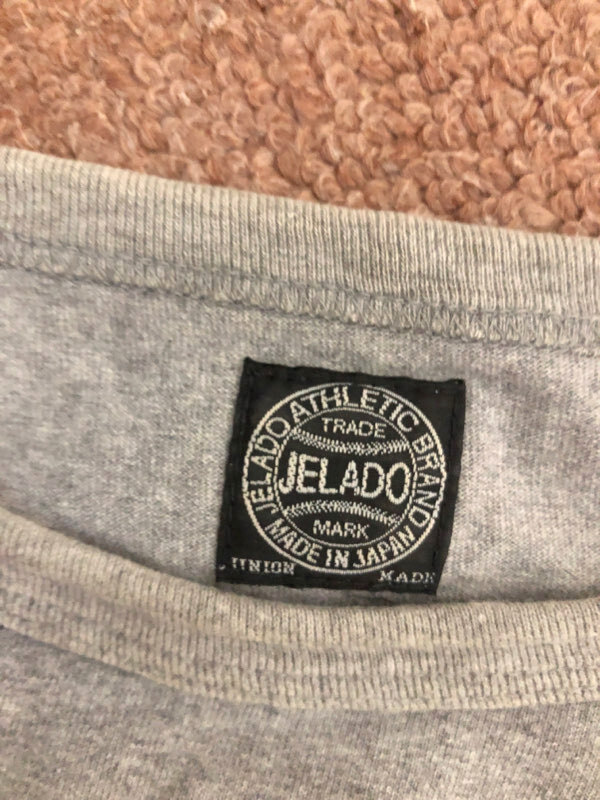 JELADO ATHLETIC BRAND
TRADE
JELADO
MARK
MADE IN JAPAN
UNION MADE